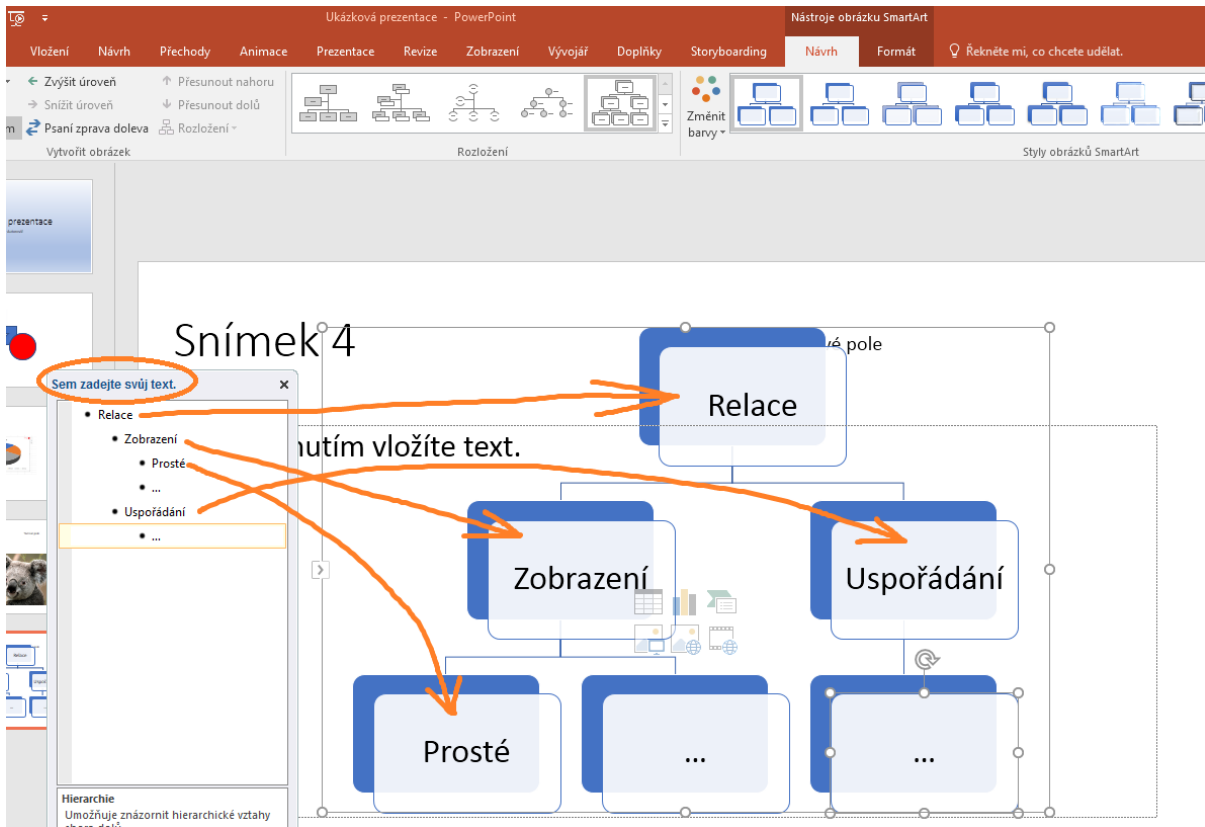 Ukázková prezentace - PowerPoint
Nástroje obrázku SmartArt
Vložení Návrh Přechody Animace Prezentace Revize Zobrazení Vývojář Doplňky Storyboarding Návrh Formát Řekněte mi, co chcete udělat.
Zvýšit úroveň Přesunout nahoru
Snížit úroveň Přesunout dolů
Psaní zprava doleva Rozložení
Změnit
barvy
Vytvořit obrázek Rozložení Styly obrázků SmartArt
prezentace
Snímek 4
vé pole
Sem zadejte svůj text.
• Relace
• Zobrazení
• Prosté
• ...
• Uspořádání
• ...
Hierarchie
Umožňuje znázornit hierarchické vztahy
nutím vložíte text.
Relace
Zobrazení
Uspořádání
Prosté
...
...